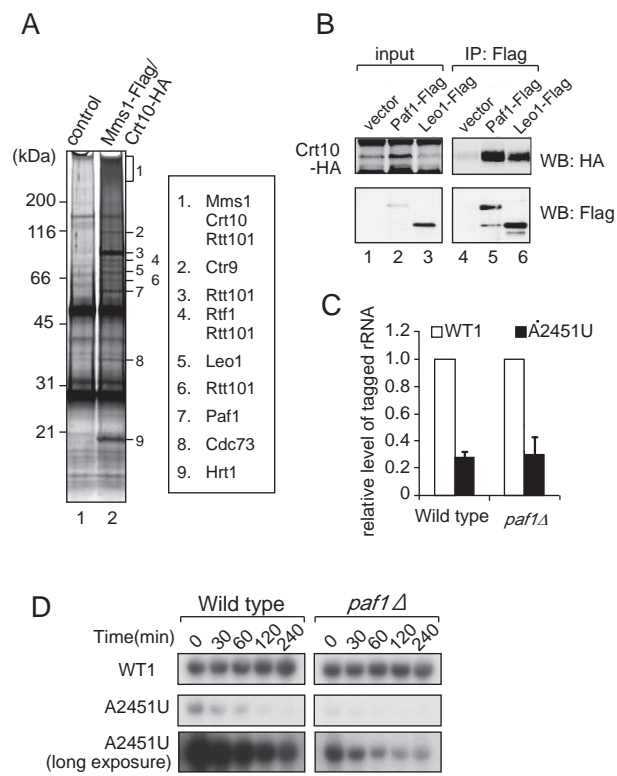 A
control
Mms1-Flag/
Crt10-HA
(kDa)
200
116
66
45
31
21
1
2
3
4
5
6
7
8
9
1 2
1. Mms1
Crt10
Rtt101
2. Ctr9
3. Rtt101
4. Rtf1
Rtt101
5. Leo1
6. Rtt101
7. Paf1
8. Cdc73
9. Hrt1
B
input IP: Flag
vector Paf1-Flag Leo1-Flag vector Paf1-Flag Leo1-Flag
Crt10
-HA
WB: HA
WB: Flag
1 2 3 4 5 6
C
relative level of tagged rRNA
WT1 A2451U
1.2
1.0
0.8
0.6
0.4
0.2
0
Wild type paf1Δ
D
Wild type paf1Δ
Time(min) 0 30 60 120 240 0 30 60 120 240
WT1
A2451U
A2451U
(long exposure)